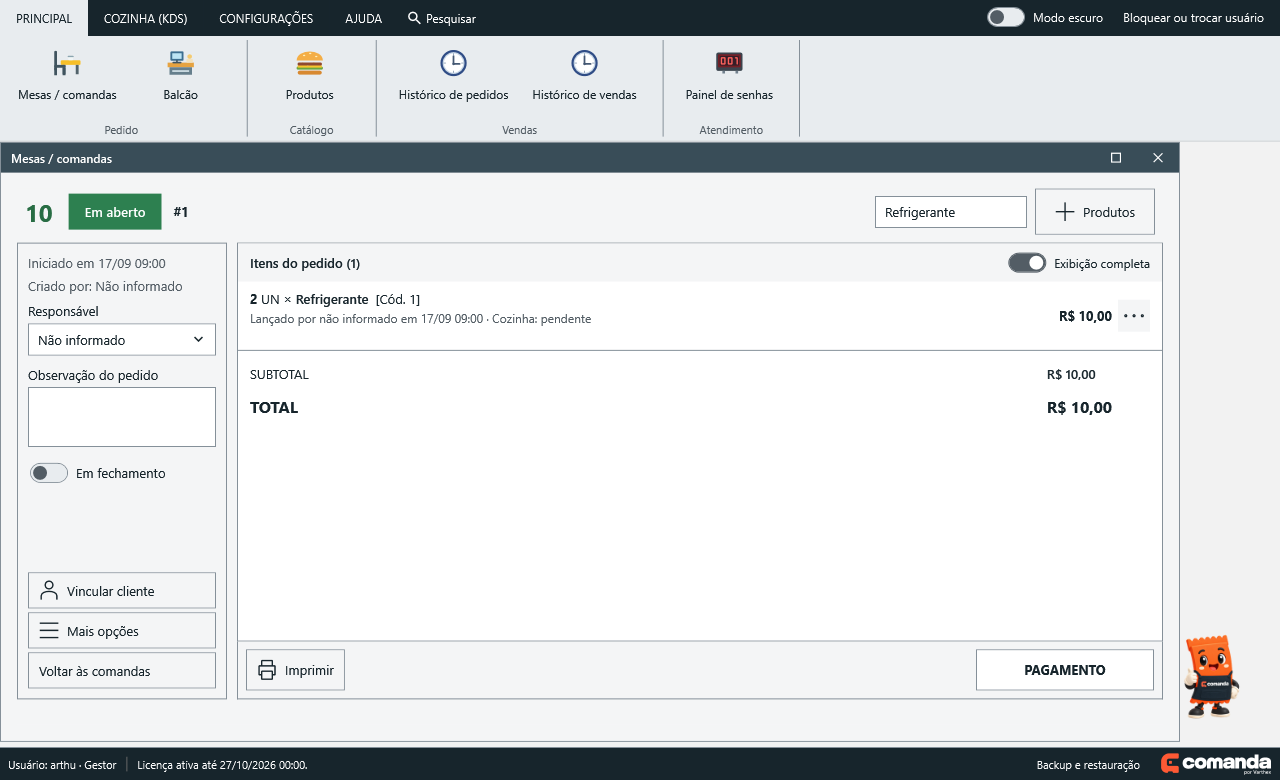 PRINCIPAL COZINHA (KDS) CONFIGURAÇÕES AJUDA Pesquisar Modo escuro Bloquear ou trocar usuário
001
Mesas / comandas Balcão Produtos Histórico de pedidos Histórico de vendas Painel de senhas
Pedido Catálogo Vendas Atendimento
Mesas / comandas
10 Em aberto #1 Refrigerante Produtos
Iniciado em 17/09 09:00
Criado por: Não informado
Responsável
Não informado
Observação do pedido
Em fechamento
Vincular cliente
Mais opções
Voltar às comandas
Itens do pedido (1) Exibição completa
2 UN × Refrigerante [Cód. 1]
Lançado por não informado em 17/09 09:00 · Cozinha: pendente
R$ 10,00 ...
SUBTOTAL R$ 10,00
TOTAL R$ 10,00
Imprimir PAGAMENTO
comanda
Usuário: arthu · Gestor Licença ativa até 27/10/2026 00:00. Backup e restauração comanda
por Verthex